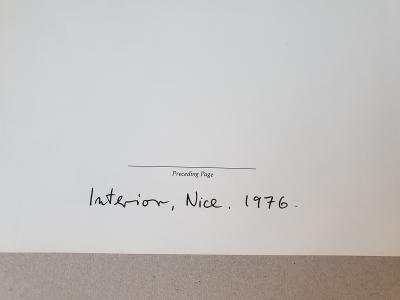 Preceding Page
Interior, Nice. 1976.